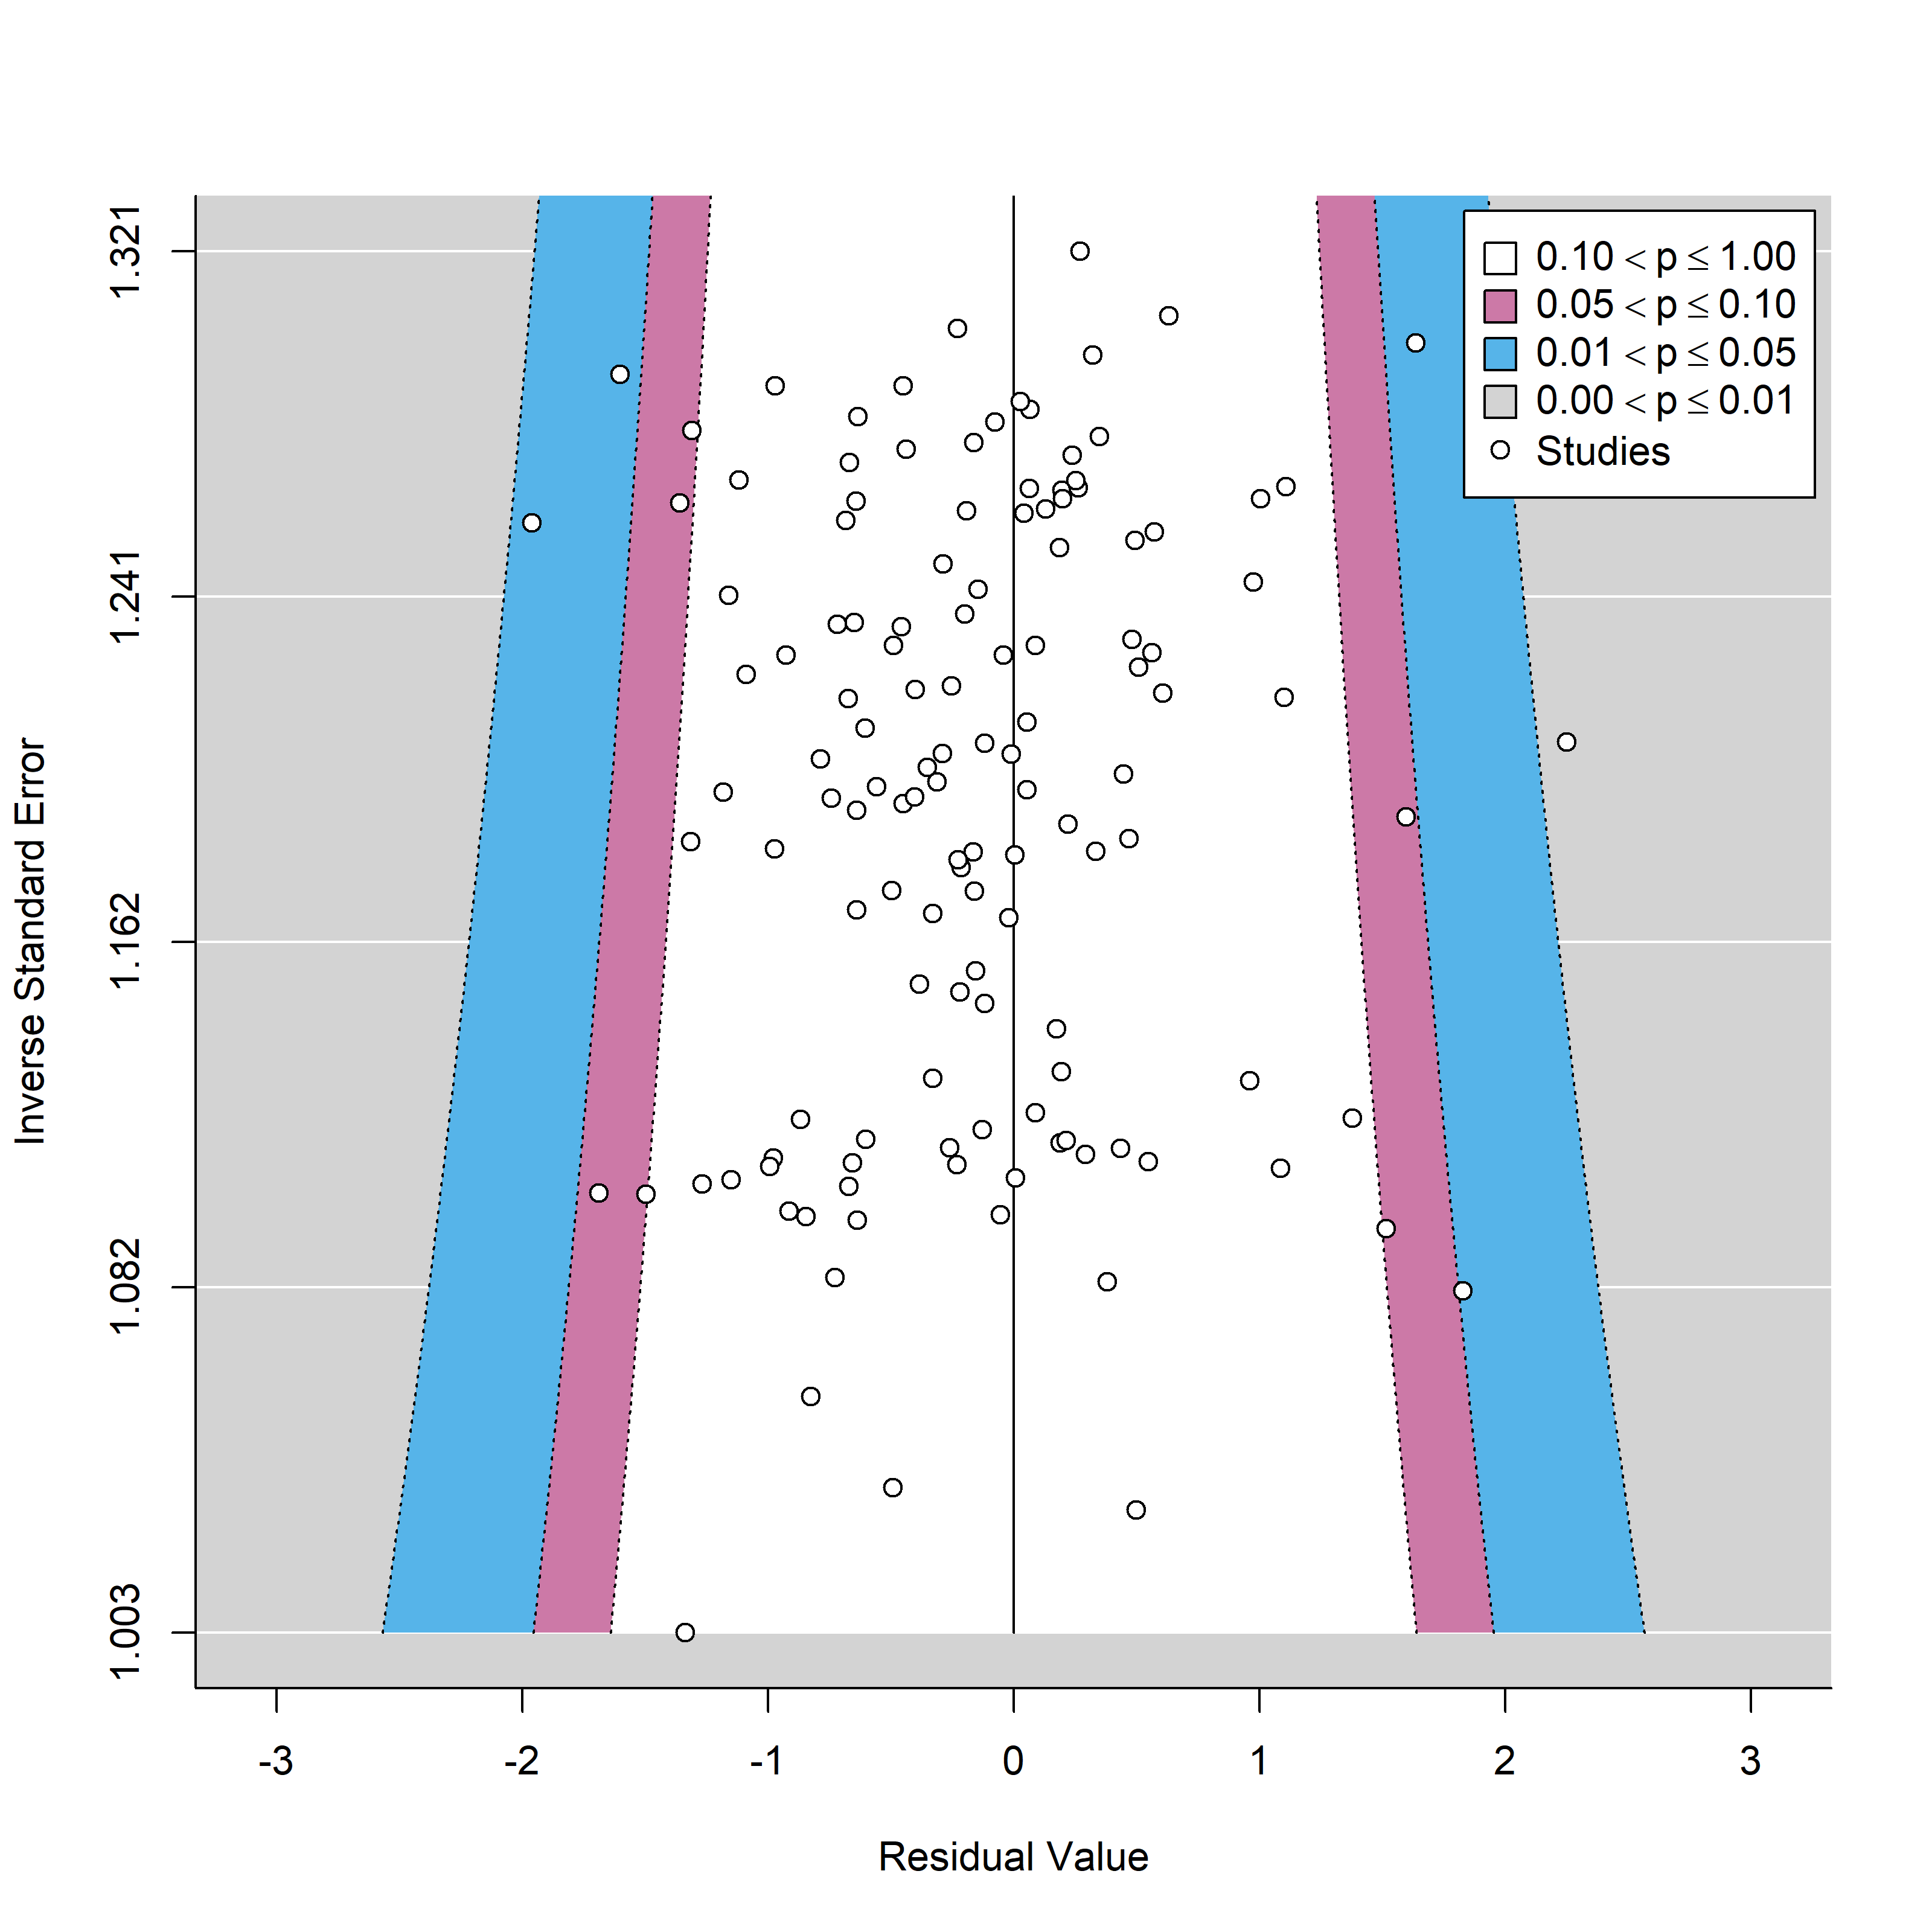 0.10 < p ≤ 1.00
0.05 < p ≤ 0.10
0.01 < p ≤ 0.05
0.00 < p ≤ 0.01
Studies
Inverse Standard Error
1.321
1.241
1.162
1.082
1.003
-3 -2 -1 0 1 2 3
Residual Value